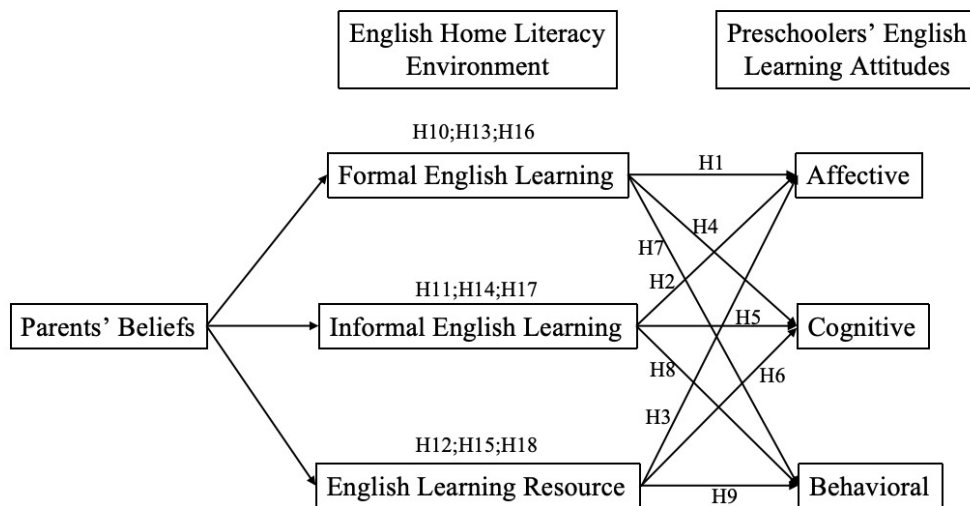 English Home Literacy
Environment
Preschoolers' English
Learning Attitudes
H10;H13;H16
Formal English Learning
H1
Affective
H4
H7
H2
H11;H14;H17
Parents' Beliefs
Informal English Learning
H5
Cognitive
H8
H6
H3
H12;H15;H18
English Learning Resource
H9
Behavioral